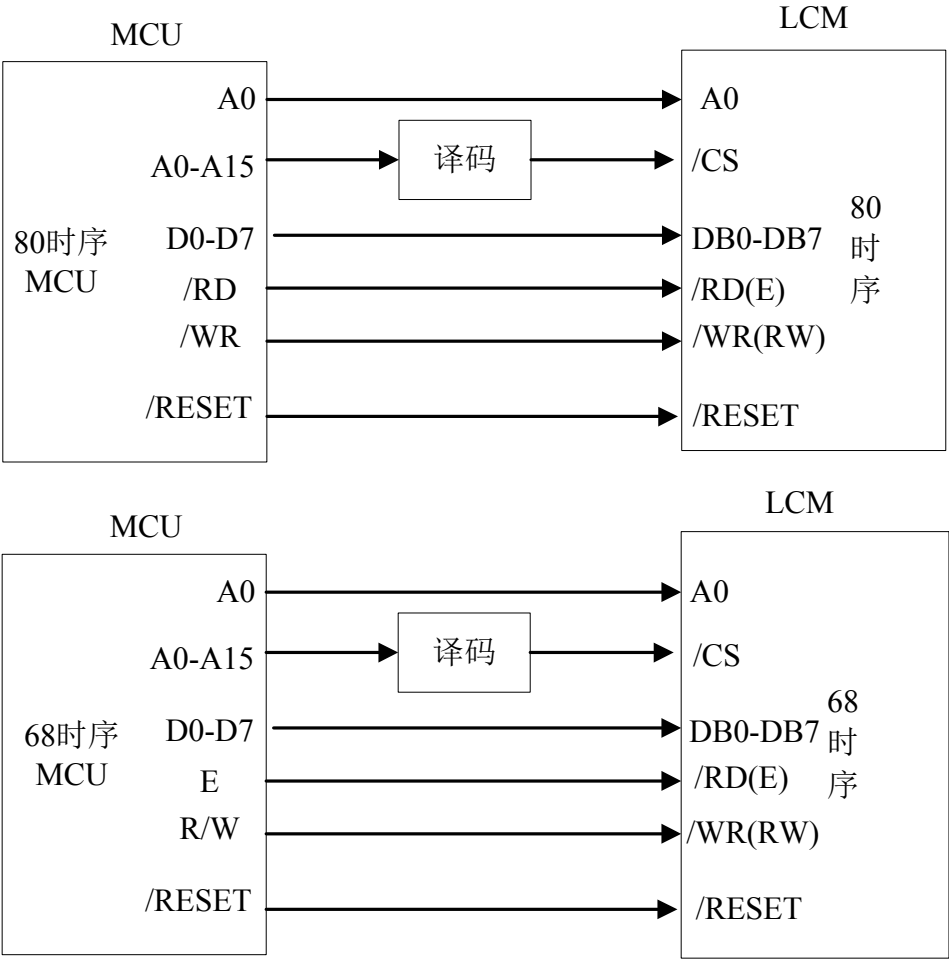 MCU
LCM
A0
A0
A0-A15
译码
/CS
80时序
MCU
D0-D7
DB0-DB7
80
时
序
/RD
/RD(E)
/WR
/WR(RW)
/RESET
/RESET
MCU
LCM
A0
A0
A0-A15
译码
/CS
68时序
MCU
D0-D7
DB0-DB7
68
时
序
E
/RD(E)
R/W
/WR(RW)
/RESET
/RESET